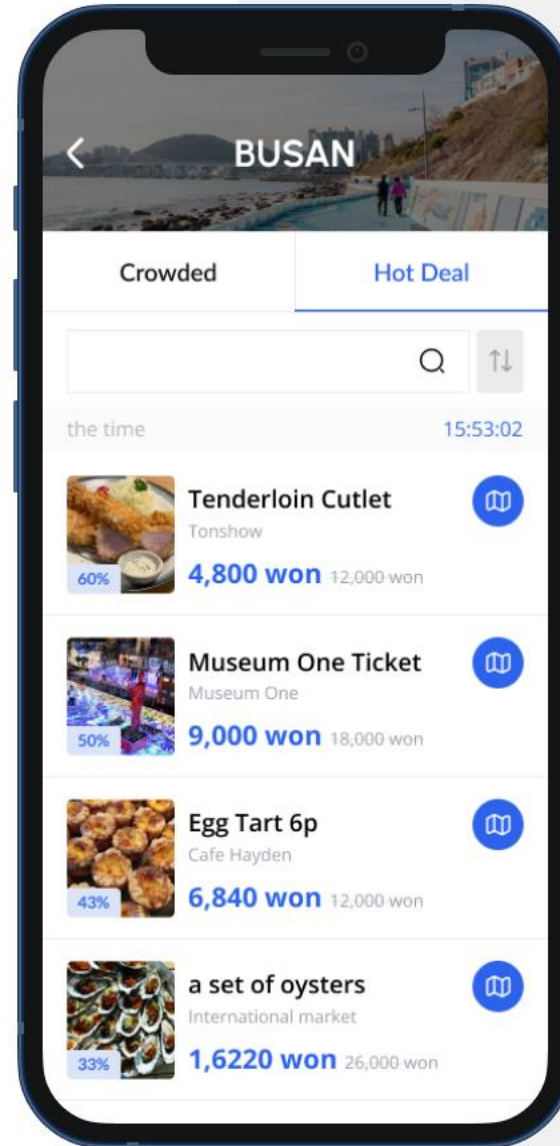 BUSAN
Crowded Hot Deal
the time 15:53:02
Tenderloin Cutlet
Tonshow
60% 4,800 won 12,000 won
Museum One Ticket
Museum One
50% 9,000 won 18,000 won
Egg Tart 6p
Cafe Hayden
43% 6,840 won 12,000 won
a set of oysters
International market
33% 1,6220 won 26,000 won